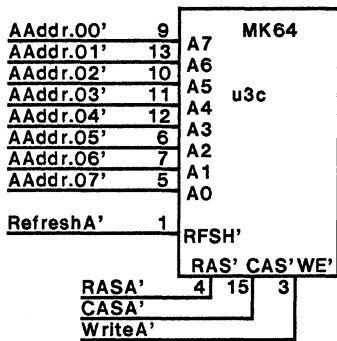 MK64
u3c
AAddr.00' 9 A7
AAddr.01' 13 A6
AAddr.02' 10 A5
AAddr.03' 11 A4
AAddr.04' 12 A3
AAddr.05' 6 A2
AAddr.06' 7 A1
AAddr.07' 5 A0
RefreshA' 1 RFSH'
RAS' CAS' WE'
RASA' 4 15 3
CASA'
WriteA'